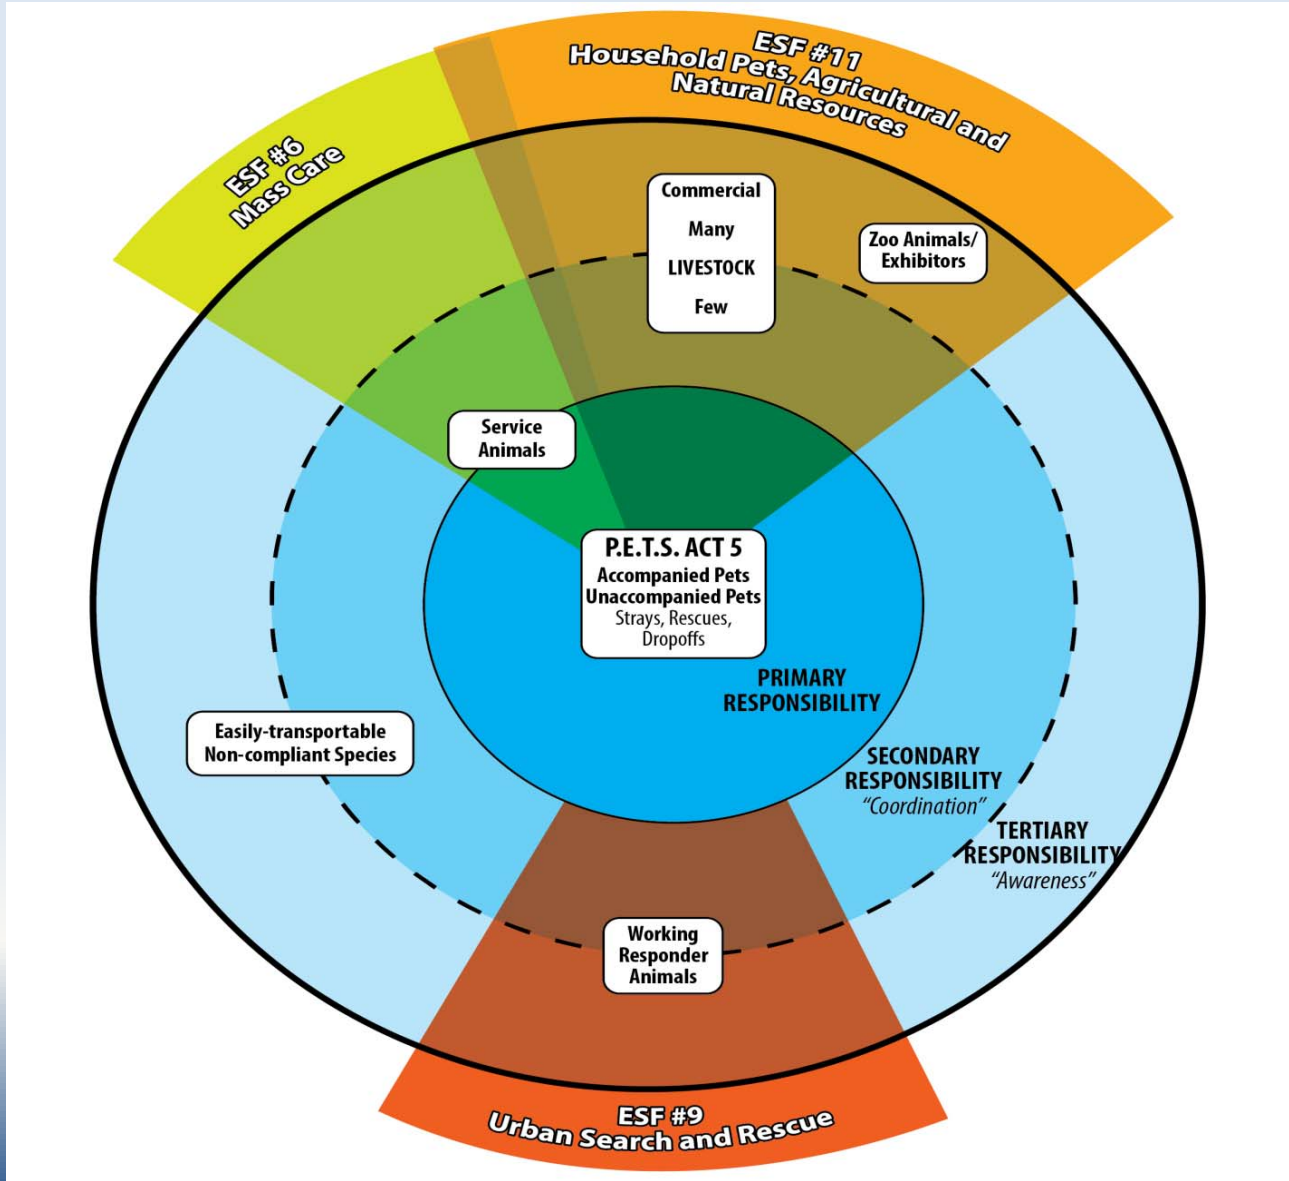 ESF #11
Household Pets, Agricultural and
Natural Resources
ESF #6
Mass Care
Commercial
Many
LIVESTOCK
Few
Zoo Animals/
Exhibitors
Service
Animals
P.E.T.S. ACT 5
Accompanied Pets
Unaccompanied Pets
Strays, Rescues,
Dropoffs
PRIMARY
RESPONSIBILITY
Easily-transportable
Non-compliant Species
SECONDARY
RESPONSIBILITY
“Coordination”
TERTIARY
RESPONSIBILITY
“Awareness”
Working
Responder
Animals
ESF #9
Urban Search and Rescue